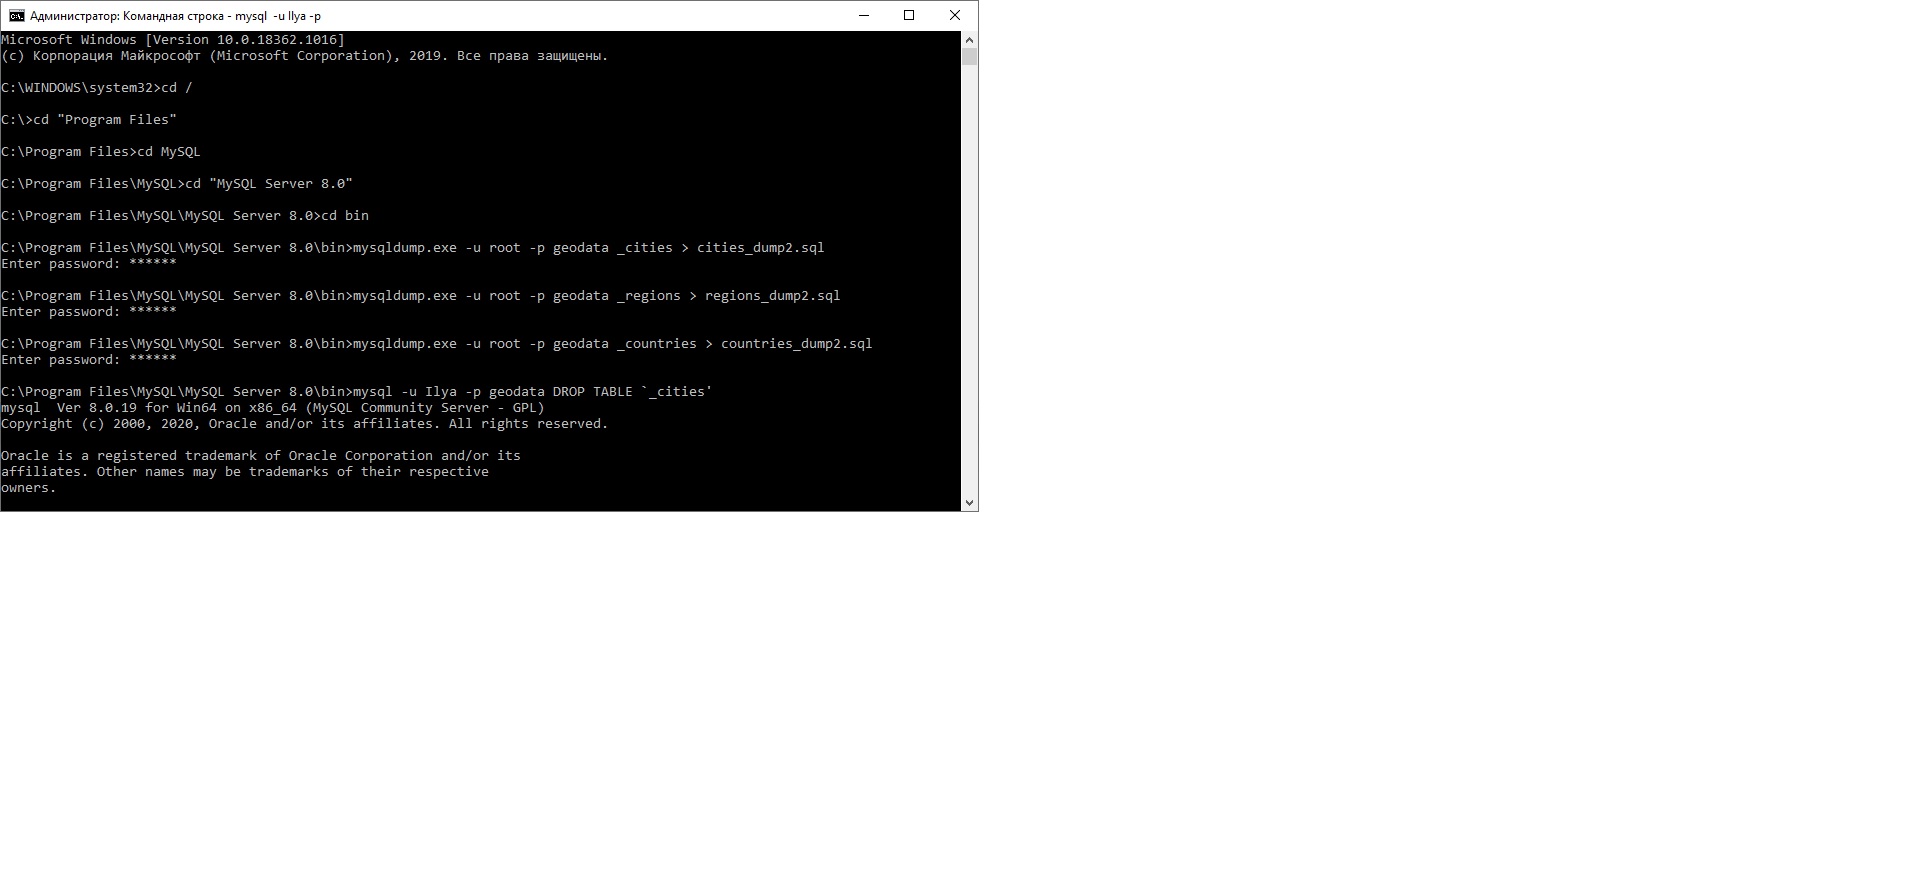 Администратор: Командная строка - mysql  -u Ilya -p
Microsoft Windows [Version 10.0.18362.1016]
(c) Корпорация Майкрософт (Microsoft Corporation), 2019. Все права защищены.
C:\WINDOWS\system32>cd /
C:\>cd "Program Files"
C:\Program Files>cd MySQL
C:\Program Files\MySQL>cd "MySQL Server 8.0"
C:\Program Files\MySQL\MySQL Server 8.0>cd bin
C:\Program Files\MySQL\MySQL Server 8.0\bin>mysqldump.exe -u root -p geodata _cities > cities_dump2.sql
Enter password: ******
C:\Program Files\MySQL\MySQL Server 8.0\bin>mysqldump.exe -u root -p geodata _regions > regions_dump2.sql
Enter password: ******
C:\Program Files\MySQL\MySQL Server 8.0\bin>mysqldump.exe -u root -p geodata _countries > countries_dump2.sql
Enter password: ******
C:\Program Files\MySQL\MySQL Server 8.0\bin>mysql -u Ilya -p geodata DROP TABLE `_cities'
mysql  Ver 8.0.19 for Win64 on x86_64 (MySQL Community Server - GPL)
Copyright (c) 2000, 2020, Oracle and/or its affiliates. All rights reserved.
Oracle is a registered trademark of Oracle Corporation and/or its
affiliates. Other names may be trademarks of their respective
owners.